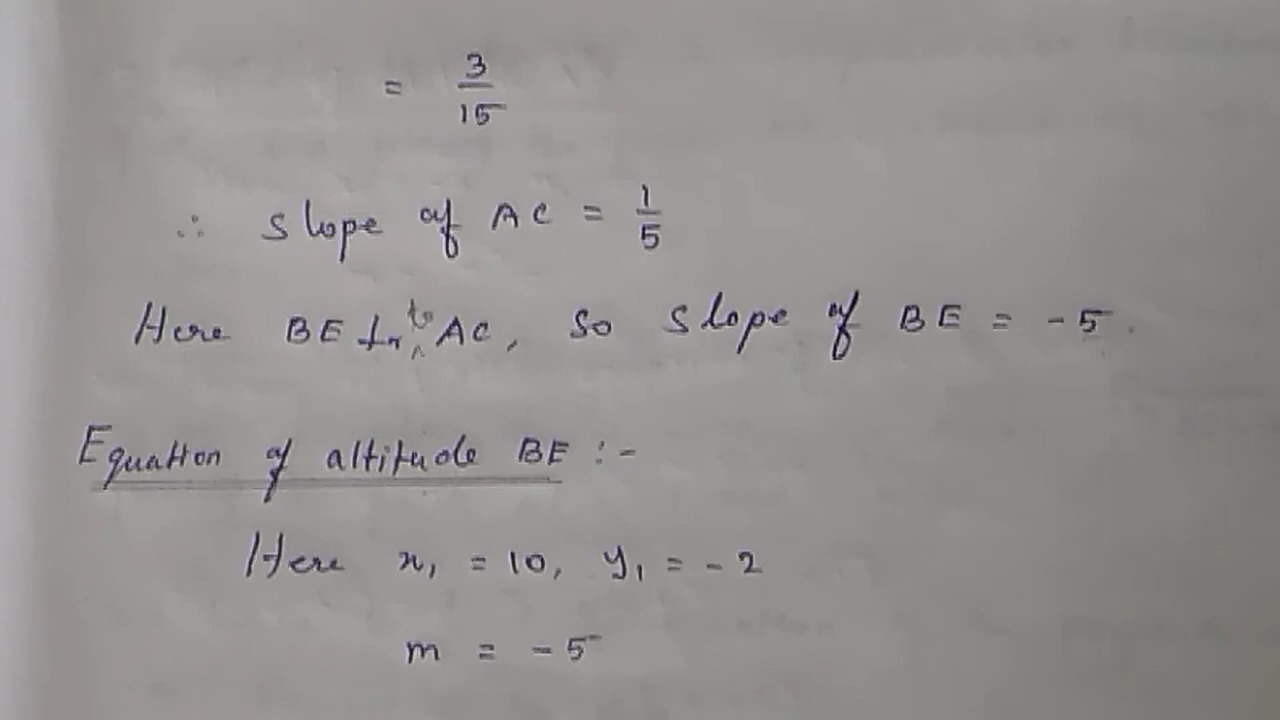 = 3/15
∴ slope of AC = 1/5
Here BE ⊥r to AC, so slope of BE = -5.
Equation of altitude BE :-
Here x₁ = 10, y₁ = -2
m = -5